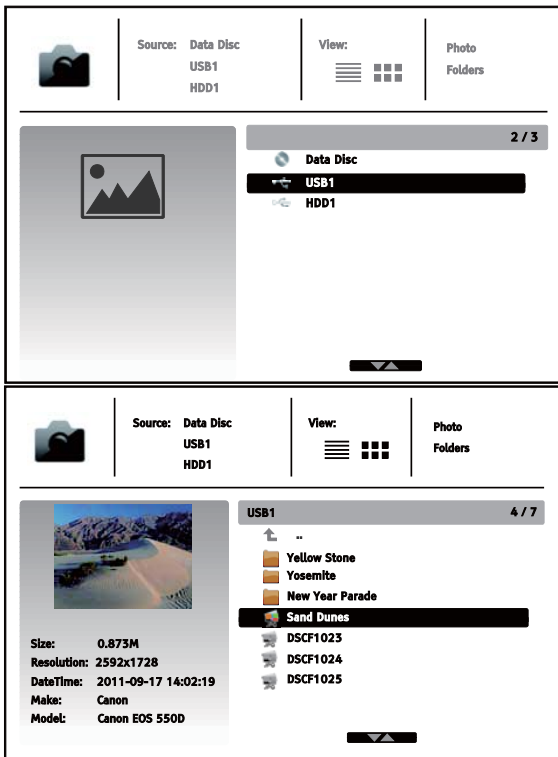 Source: Data Disc
USB1
HDD1
View:
Photo
Folders
2 / 3
Data Disc
USB1
HDD1
Source: Data Disc
USB1
HDD1
View:
Photo
Folders
USB1 4 / 7
..
Yellow Stone
Yosemite
New Year Parade
Sand Dunes
DSCF1023
DSCF1024
DSCF1025
Size: 0.873M
Resolution: 2592x1728
DateTime: 2011-09-17 14:02:19
Make: Canon
Model: Canon EOS 550D